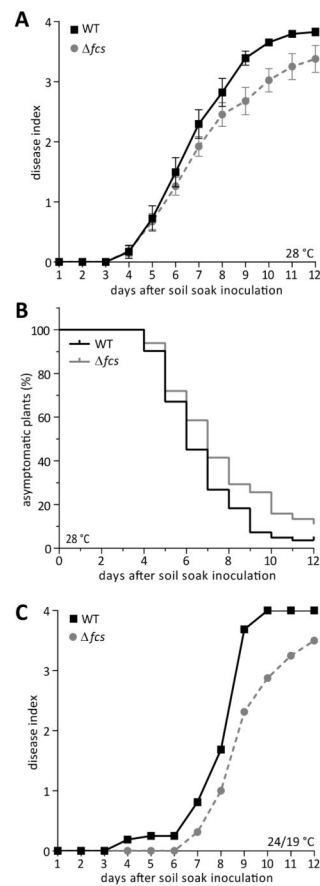 A
WT
Δfcs
4
3
2
1
0
disease index
28 °C
1 2 3 4 5 6 7 8 9 10 11 12
days after soil soak inoculation
B
100
80
60
40
20
0
asymptomatic plants (%)
WT
Δfcs
28 °C
0 2 4 6 8 10 12
days after soil soak inoculation
C
WT
Δfcs
4
3
2
1
0
disease index
24/19 °C
1 2 3 4 5 6 7 8 9 10 11 12
days after soil soak inoculation